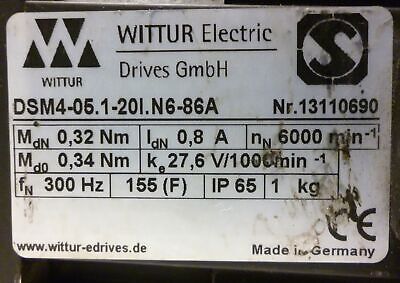 WITTUR Electric
Drives GmbH
WITTUR
S
DSM4-05.1-20I.N6-86A Nr.13110690
MdN 0,32 Nm IdN 0,8 A nN 6000 min⁻¹
Md0 0,34 Nm ke 27,6 V/1000min ⁻¹
fN 300 Hz 155 (F) IP 65 1 kg
CE
www.wittur-edrives.de Made in Germany